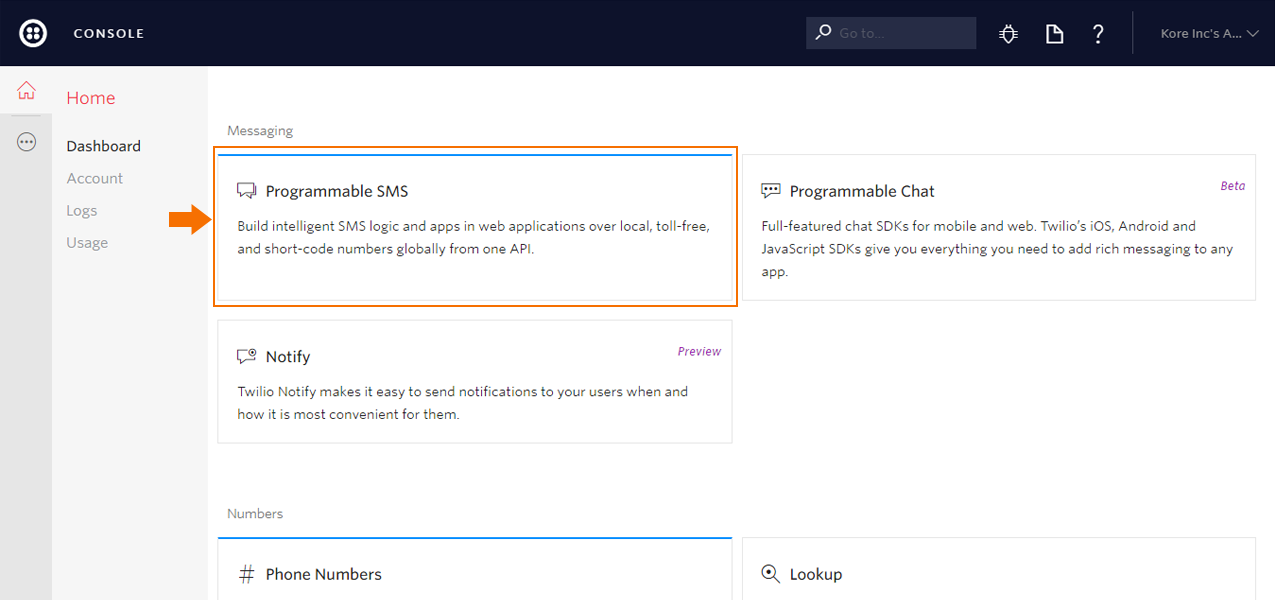 CONSOLE
Go to...
Kore Inc's A...
Home
Dashboard
Account
Logs
Usage
Messaging
Programmable SMS
Build intelligent SMS logic and apps in web applications over local, toll-free,
and short-code numbers globally from one API.
Programmable Chat
Beta
Full-featured chat SDKs for mobile and web. Twilio’s iOS, Android and
JavaScript SDKs give you everything you need to add rich messaging to any
app.
Notify
Preview
Twilio Notify makes it easy to send notifications to your users when and
how it is most convenient for them.
Numbers
Phone Numbers
Lookup